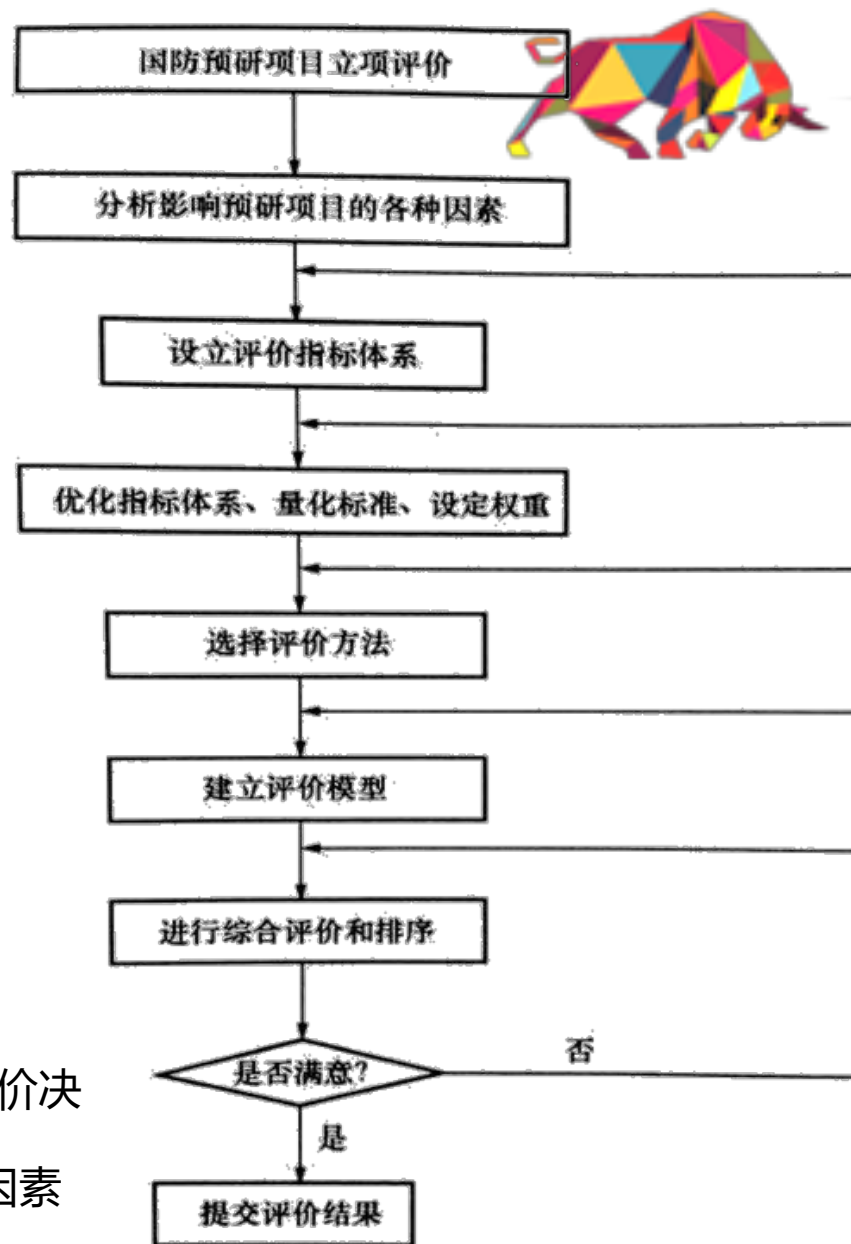 国防预研项目立项评价
分析影响预研项目的各种因素
设立评价指标体系
优化指标体系、量化标准、设定权重
选择评价方法
建立评价模型
进行综合评价和排序
是否满意?
否
价决
是
因素
提交评价结果